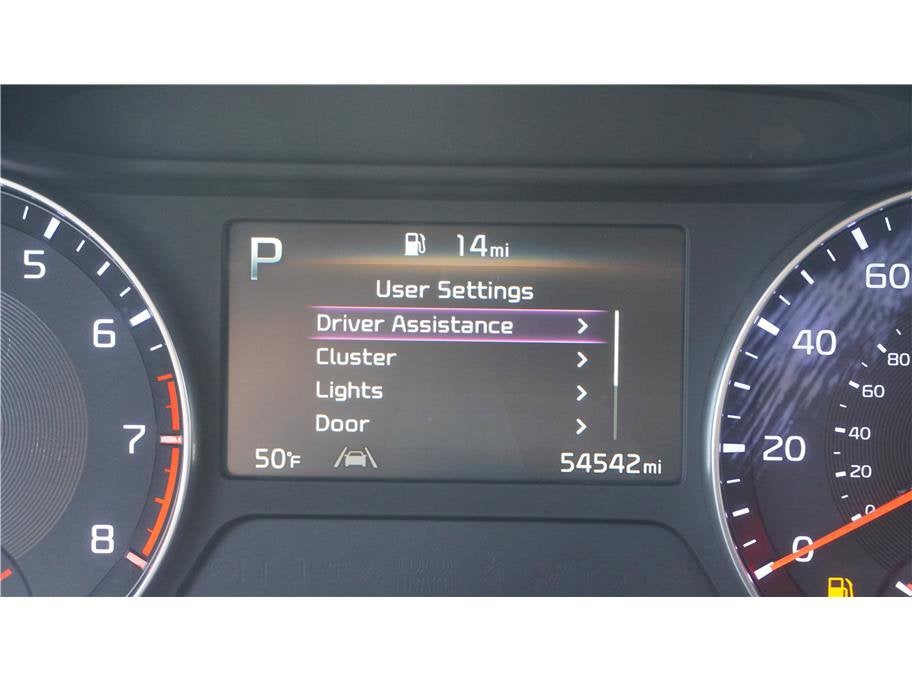 P
14mi
User Settings
Driver Assistance
Cluster
Lights
Door
50°F
54542mi
5
6
7
8
60
40
20
0
80
60
40
20
0